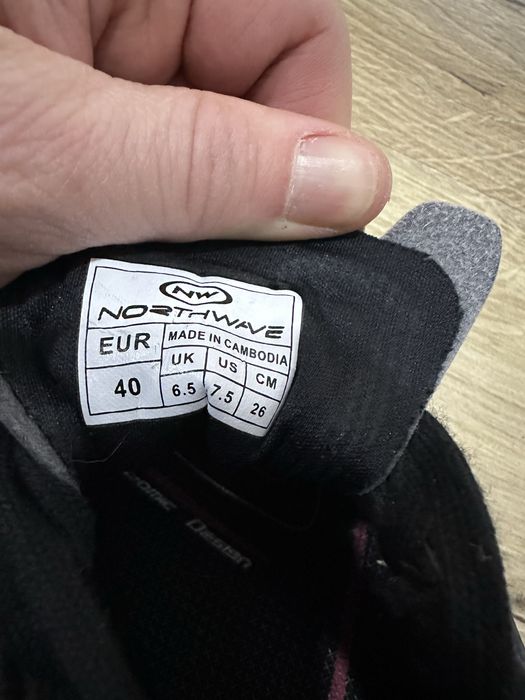 NW
NORTHWAVE
EUR
MADE IN CAMBODIA
UK US CM
40 6.5 7.5 26
Design